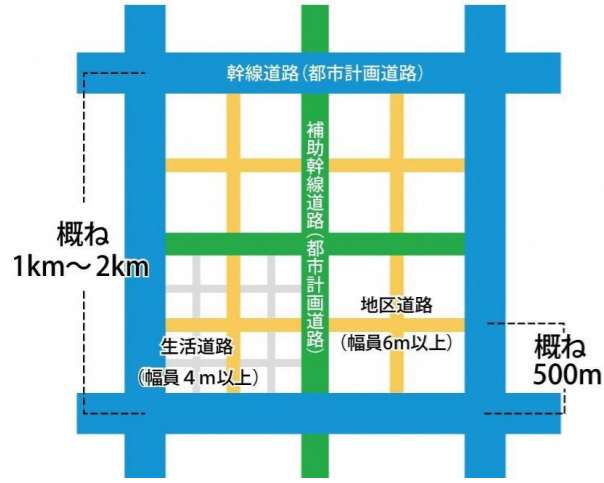 幹線道路(都市計画道路)
補助幹線道路(都市計画道路)
概ね
1km〜2km
地区道路
(幅員6m以上)
生活道路
(幅員4m以上)
概ね
500m